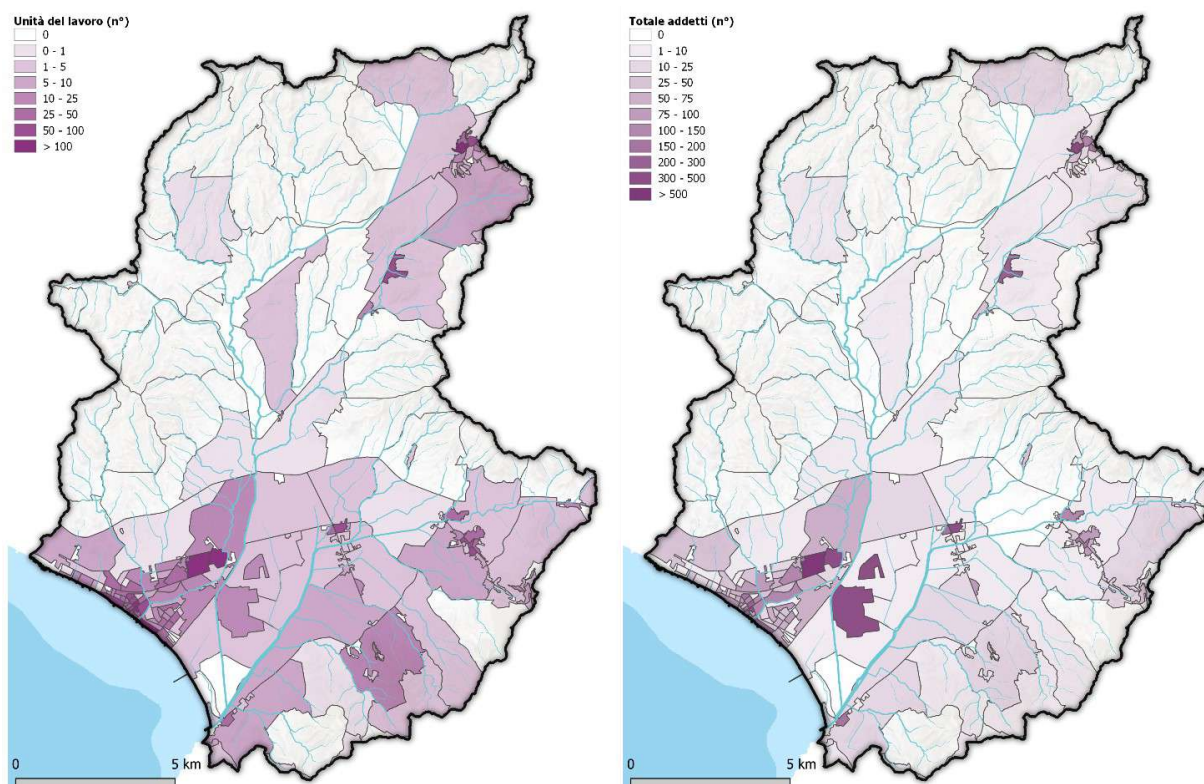 Unità del lavoro (n°)
0
0 - 1
1 - 5
5 - 10
10 - 25
25 - 50
50 - 100
> 100
0
5 km
Totale addetti (n°)
0
1 - 10
10 - 25
25 - 50
50 - 75
75 - 100
100 - 150
150 - 200
200 - 300
300 - 500
> 500
0
5 km